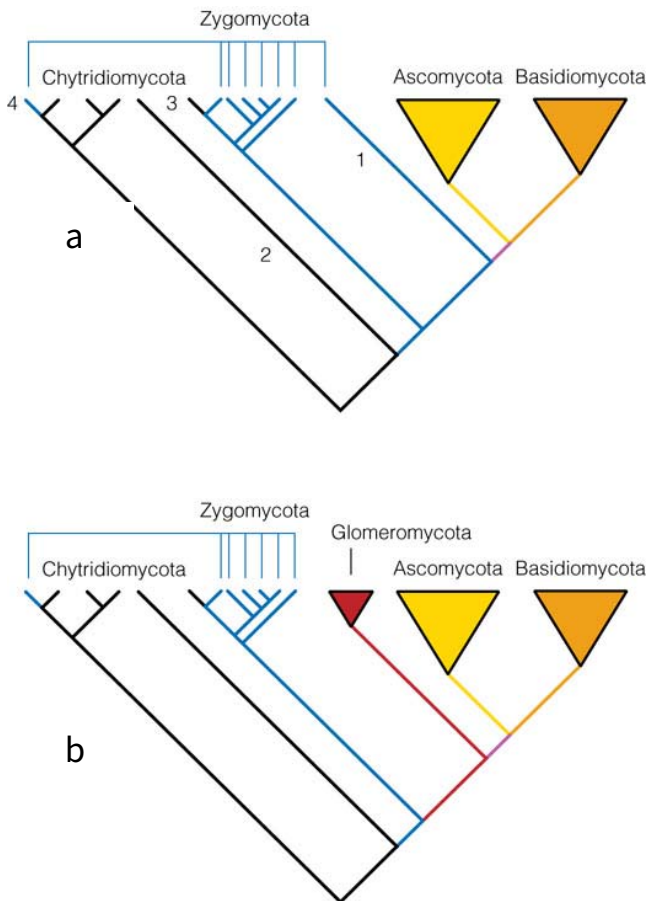 Zygomycota
Chytridiomycota
Ascomycota Basidiomycota
4
3
1
a
2
Zygomycota
Glomeromycota
Chytridiomycota
Ascomycota Basidiomycota
b